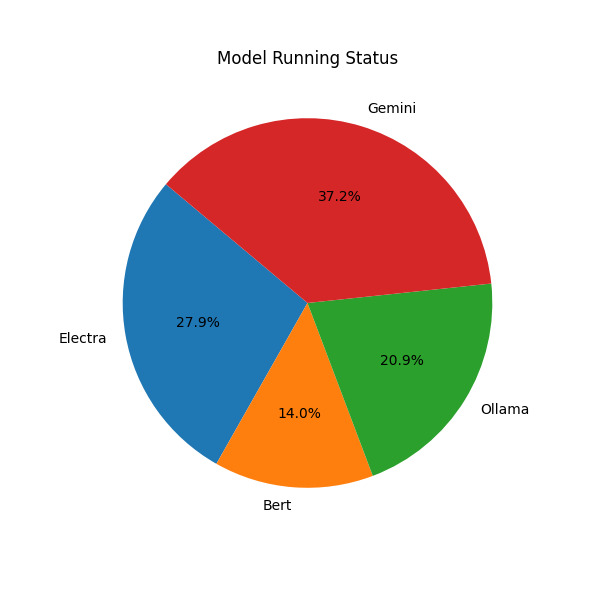 Model Running Status
Gemini
37.2%
27.9%
Electra
20.9%
Ollama
14.0%
Bert